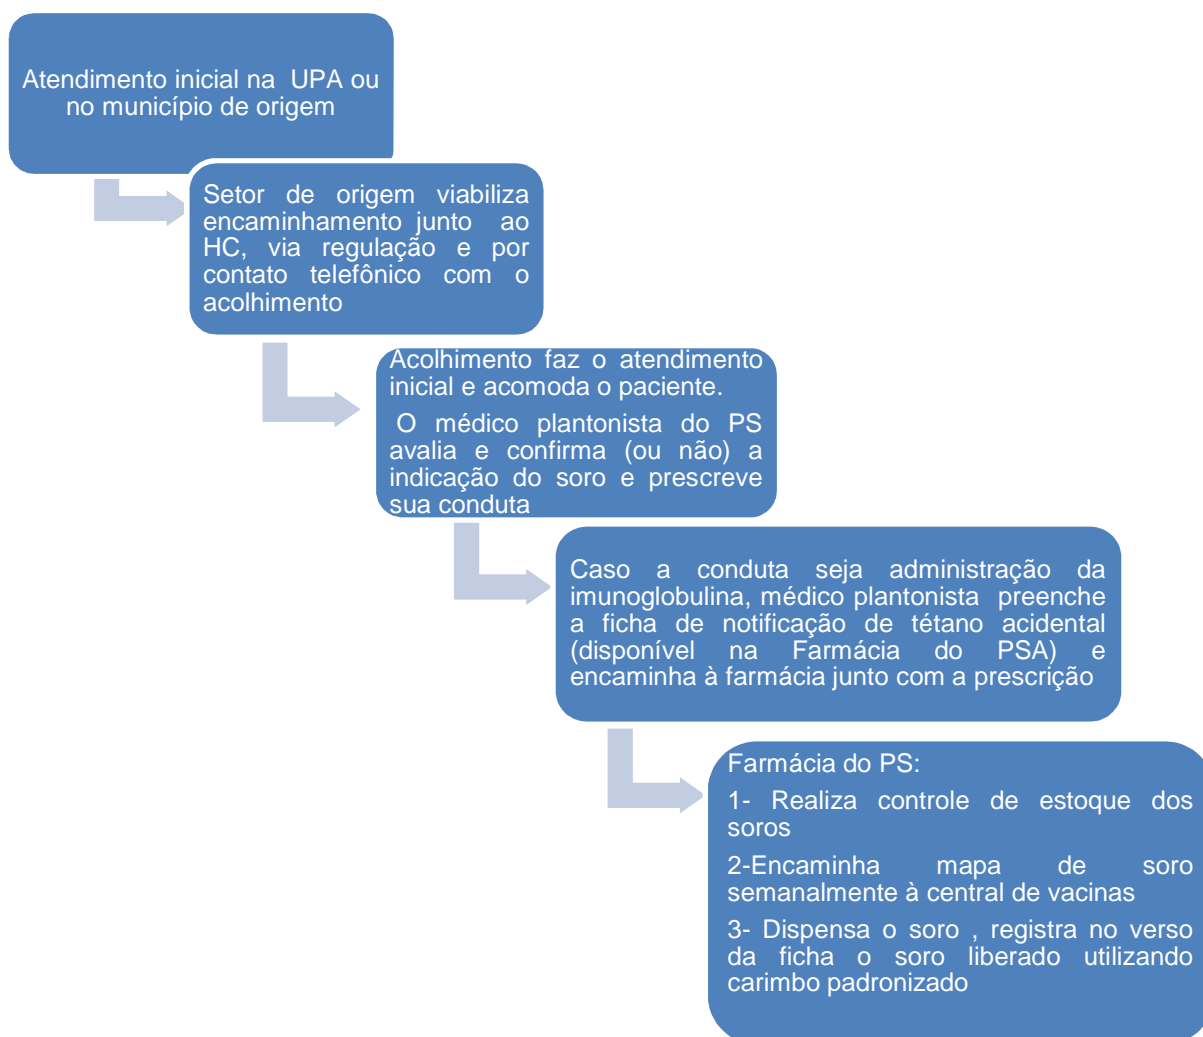 Atendimento inicial na UPA ou
no município de origem
Setor de origem viabiliza
encaminhamento junto ao
HC, via regulação e por
contato telefônico com o
acolhimento
Acolhimento faz o atendimento
inicial e acomoda o paciente.
O médico plantonista do PS
avalia e confirma (ou não) a
indicação do soro e prescreve
sua conduta
Caso a conduta seja administração da
imunoglobulina, médico plantonista preenche
a ficha de notificação de tétano acidental
(disponível na Farmácia do PSA) e
encaminha à farmácia junto com a prescrição
Farmácia do PS:
1- Realiza controle de estoque dos
soros
2-Encaminha mapa de soro
semanalmente à central de vacinas
3- Dispensa o soro , registra no verso
da ficha o soro liberado utilizando
carimbo padronizado